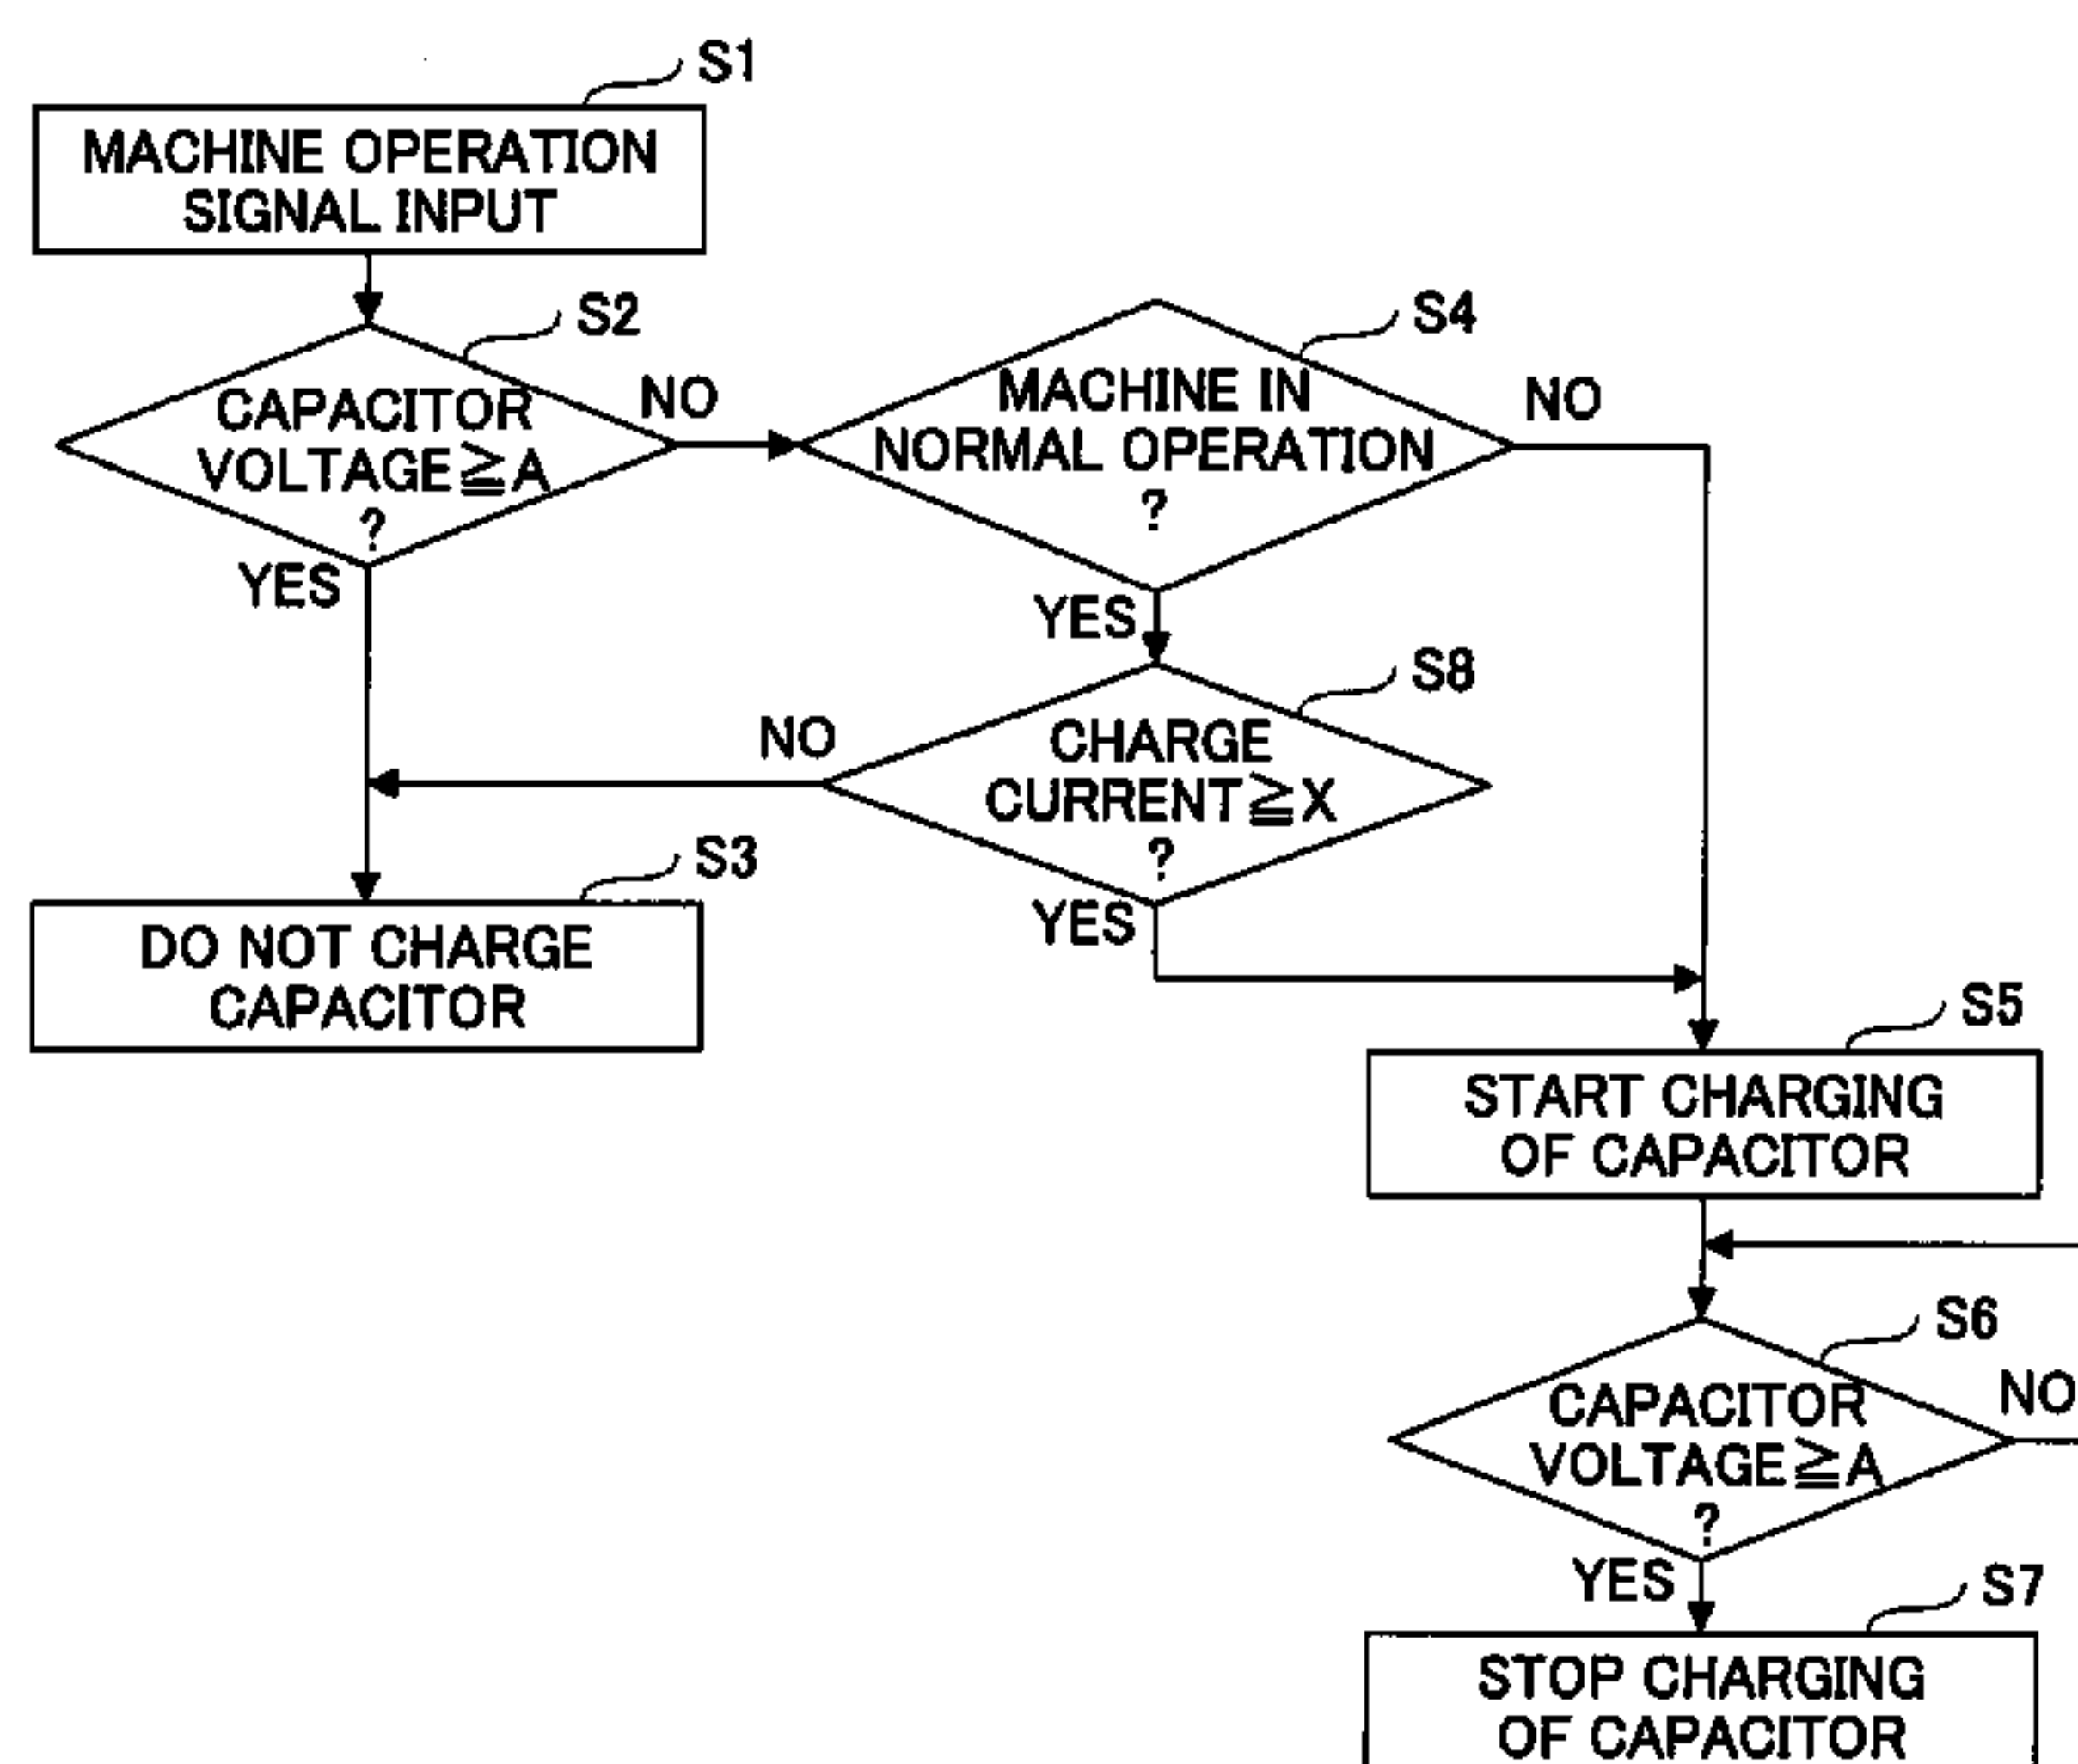 S1
MACHINE OPERATION
SIGNAL INPUT
S2
CAPACITOR
VOLTAGE≧A
?
NO
YES
S4
MACHINE IN
NORMAL OPERATION
?
NO
YES
S8
CHARGE
CURRENT≧X
?
NO
YES
S3
DO NOT CHARGE
CAPACITOR
S5
START CHARGING
OF CAPACITOR
S6
CAPACITOR
VOLTAGE≧A
?
NO
YES
S7
STOP CHARGING
OF CAPACITOR